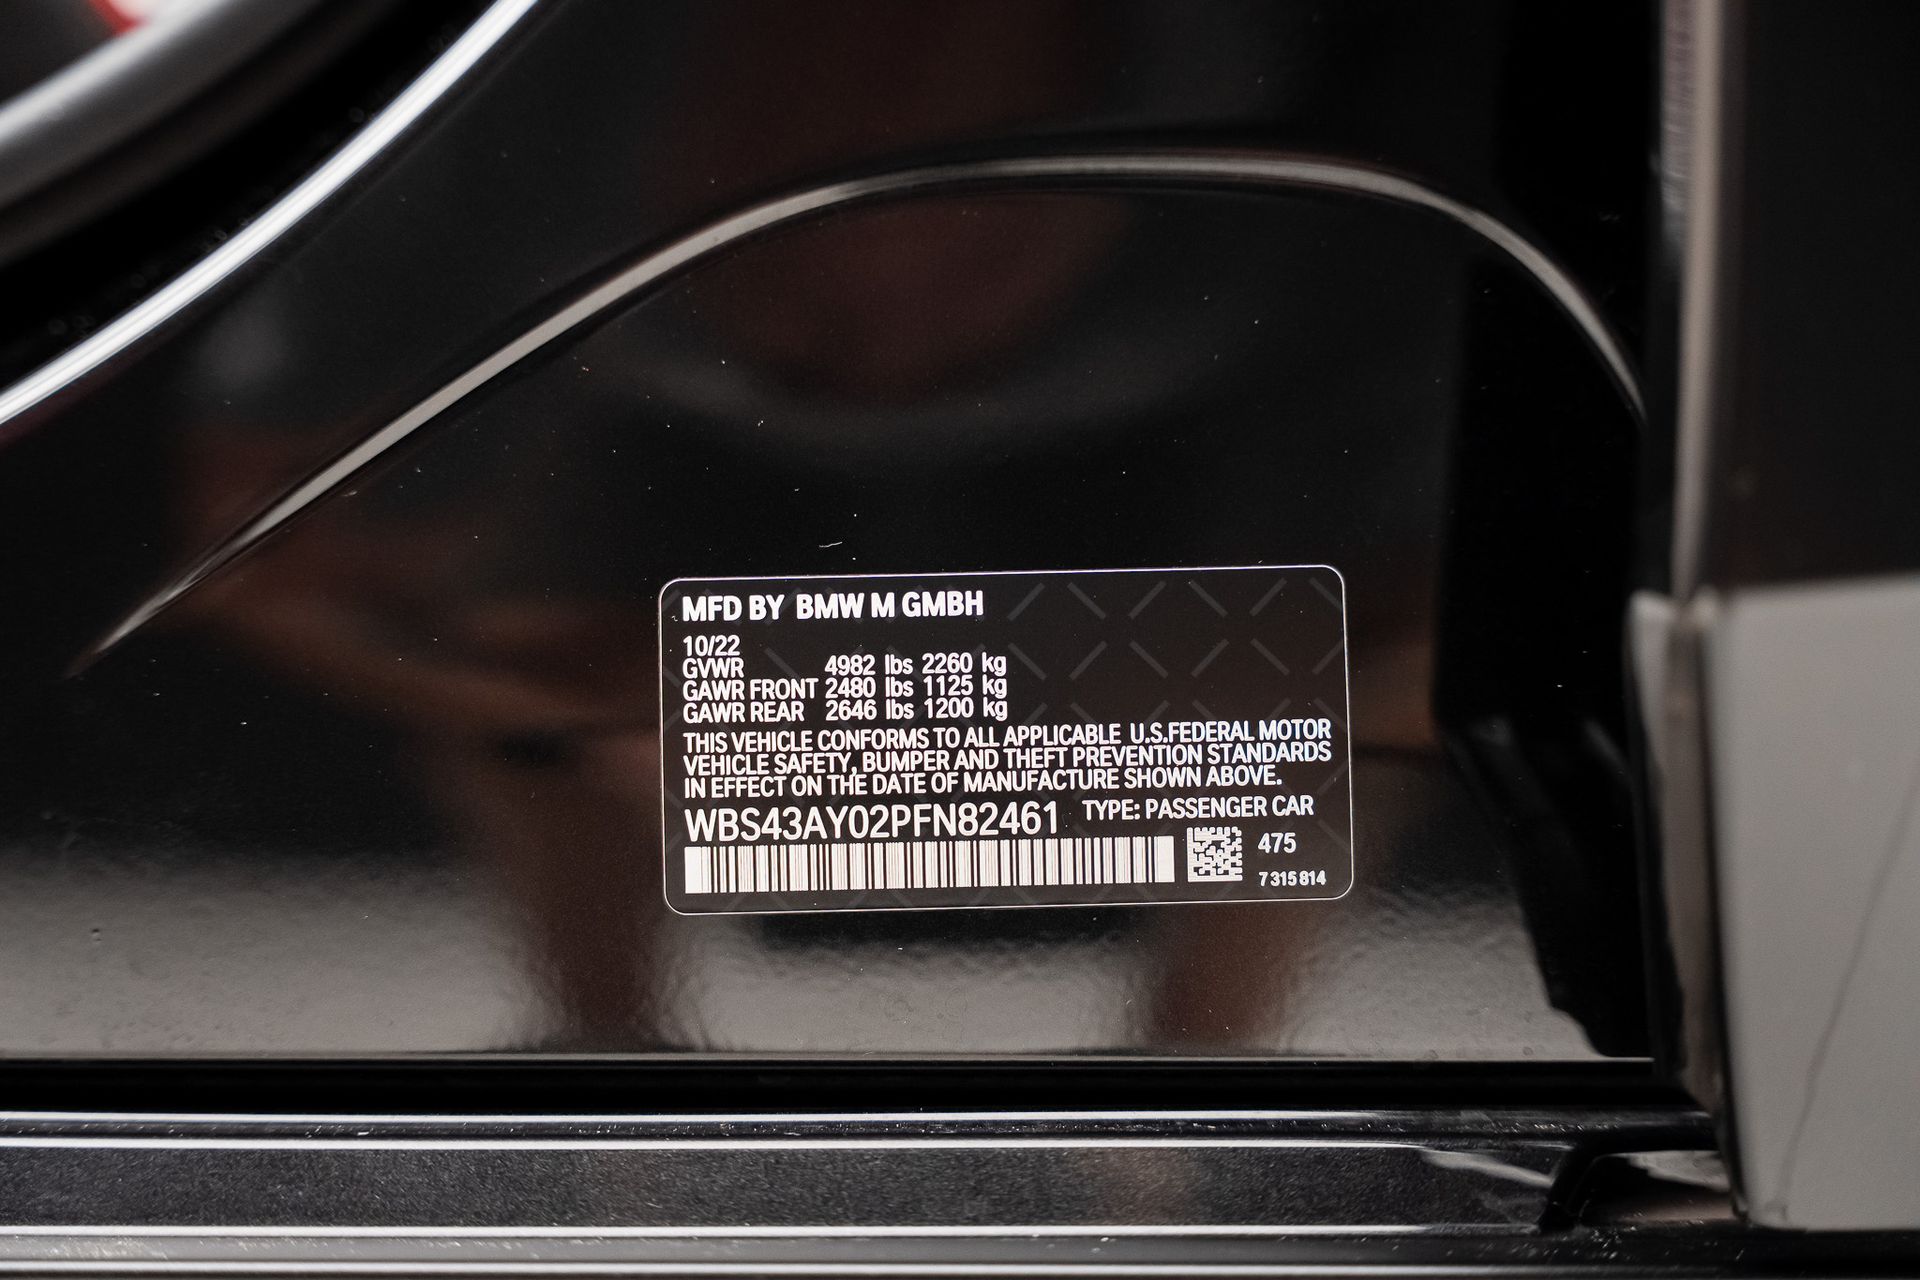 MFD BY BMW M GMBH
10/22
GVWR 4982 lbs 2260 kg
GAWR FRONT 2480 lbs 1125 kg
GAWR REAR 2646 lbs 1200 kg
THIS VEHICLE CONFORMS TO ALL APPLICABLE U.S.FEDERAL MOTOR
VEHICLE SAFETY, BUMPER AND THEFT PREVENTION STANDARDS
IN EFFECT ON THE DATE OF MANUFACTURE SHOWN ABOVE.
WBS43AY02PFN82461 TYPE: PASSENGER CAR
475
7 315 814